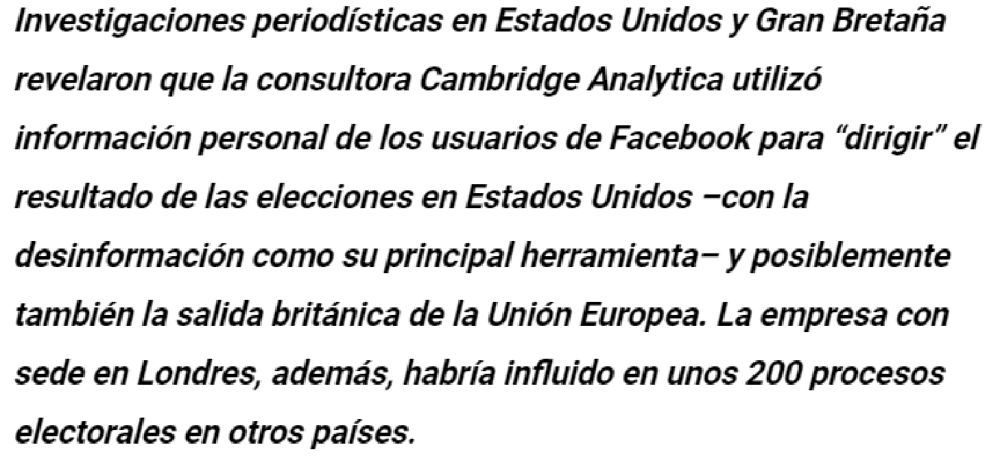 Investigaciones periodísticas en Estados Unidos y Gran Bretaña
revelaron que la consultora Cambridge Analytica utilizó
información personal de los usuarios de Facebook para “dirigir” el
resultado de las elecciones en Estados Unidos –con la
desinformación como su principal herramienta– y posiblemente
también la salida británica de la Unión Europea. La empresa con
sede en Londres, además, habría influido en unos 200 procesos
electorales en otros países.